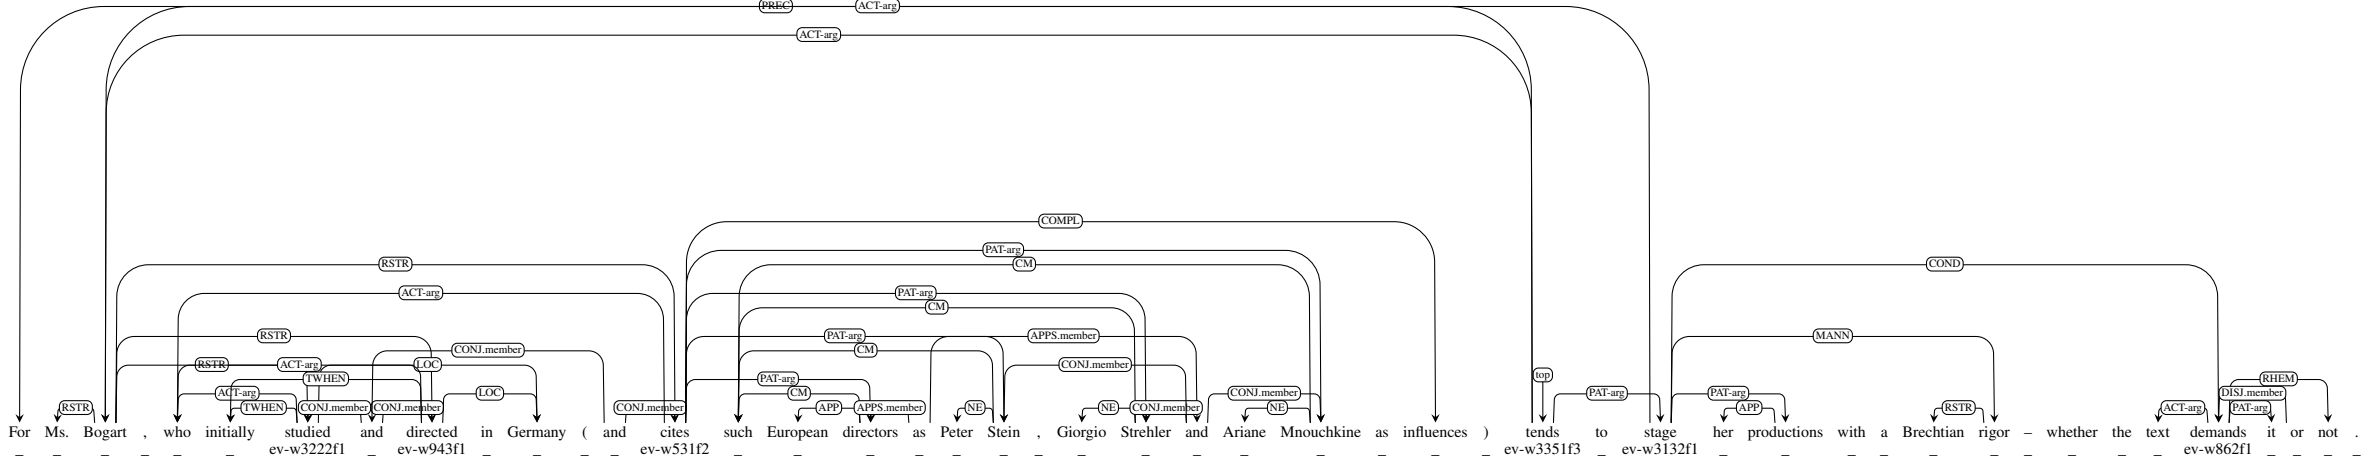 PREC ACT-arg
ACT-arg
COMPL
PAT-arg
RSTR CM COND
ACT-arg PAT-arg
CM
RSTR PAT-arg APPS.member MANN
CONJ.member CM
RSTR ACT-arg LOC CONJ.member
TWHEN PAT-arg top RHEM
ACT-arg LOC CM CONJ.member PAT-arg PAT-arg DISJ.member
RSTR TWHEN CONJ.member CONJ.member CONJ.member APP APPS.member NE NE CONJ.member NE APP RSTR ACT-arg PAT-arg
For Ms. Bogart , who initially studied and directed in Germany ( and cites such European directors as Peter Stein , Giorgio Strehler and Ariane Mnouchkine as influences ) tends to stage her productions with a Brechtian rigor – whether the text demands it or not .
_ _ _ _ _ _ ev-w3222f1 _ ev-w943f1 _ _ _ _ ev-w531f2 _ _ _ _ _ _ _ _ _ _ _ _ _ _ _ ev-w3351f3 _ ev-w3132f1 _ _ _ _ _ _ _ _ _ _ ev-w862f1 _ _ _ _